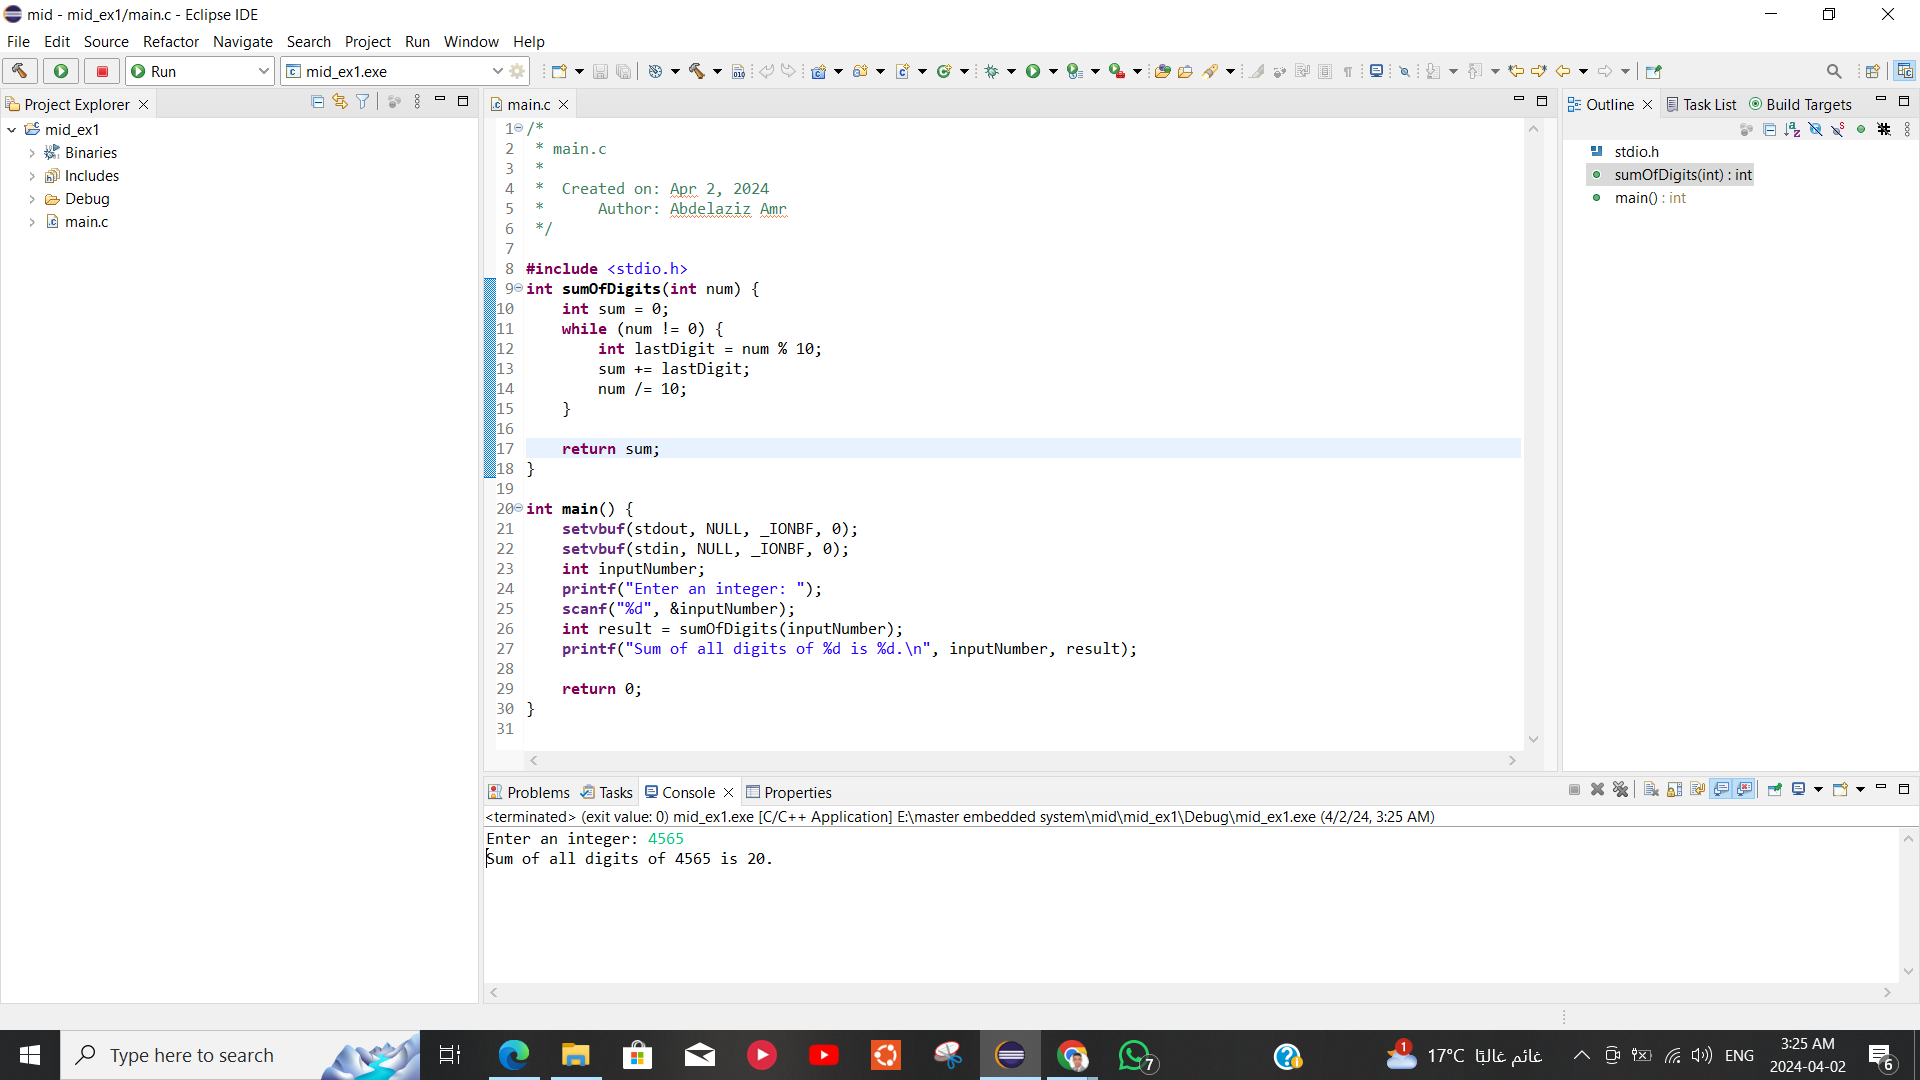 mid - mid_ex1/main.c - Eclipse IDE
File Edit Source Refactor Navigate Search Project Run Window Help
Run mid_ex1.exe
Project Explorer
mid_ex1
Binaries
Includes
Debug
main.c
main.c
1 /*
2  * main.c
3  *
4  *  Created on: Apr 2, 2024
5  *      Author: Abdelaziz Amr
6  */
7
8 #include <stdio.h>
9 int sumOfDigits(int num) {
10     int sum = 0;
11     while (num != 0) {
12         int lastDigit = num % 10;
13         sum += lastDigit;
14         num /= 10;
15     }
16
17     return sum;
18 }
19
20 int main() {
21     setvbuf(stdout, NULL, _IONBF, 0);
22     setvbuf(stdin, NULL, _IONBF, 0);
23     int inputNumber;
24     printf("Enter an integer: ");
25     scanf("%d", &inputNumber);
26     int result = sumOfDigits(inputNumber);
27     printf("Sum of all digits of %d is %d.\n", inputNumber, result);
28
29     return 0;
30 }
31
Outline Task List Build Targets
stdio.h
sumOfDigits(int) : int
main() : int
Problems Tasks Console Properties
<terminated> (exit value: 0) mid_ex1.exe [C/C++ Application] E:\master embedded system\mid\mid_ex1\Debug\mid_ex1.exe (4/2/24, 3:25 AM)
Enter an integer: 4565
Sum of all digits of 4565 is 20.
Type here to search
7
1
17°C غائم غالبًا
ENG
3:25 AM
2024-04-02
6